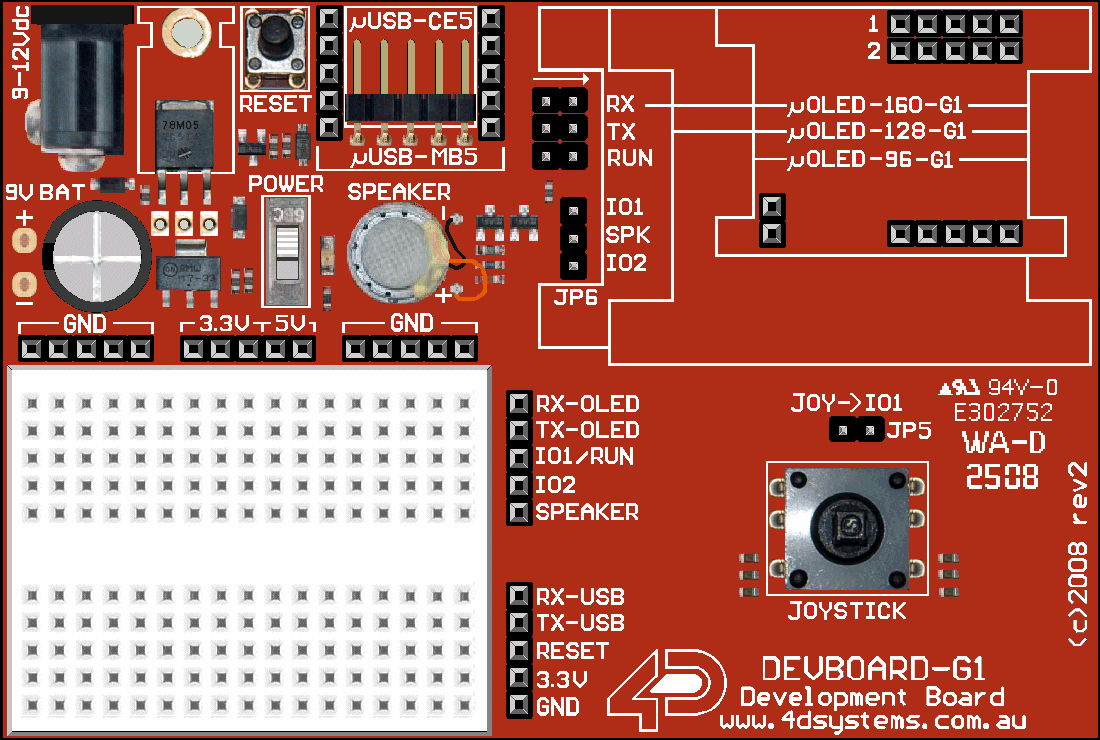 9-12Vdc
78M05
RESET
µUSB-CE5
µUSB-MB5
1
2
RX
TX
RUN
µOLED-160-G1
µOLED-128-G1
µOLED-96-G1
9V BAT
+
-
POWER
SPEAKER
-
+
IO1
SPK
IO2
JP6
GND
3.3V
5V
GND
RX-OLED
TX-OLED
IO1/RUN
IO2
SPEAKER
JOY->IO1
JP5
94V-0
E302752
WA-D
2508
(c)2008 rev2
JOYSTICK
RX-USB
TX-USB
RESET
3.3V
GND
4D
DEVBOARD-G1
Development Board
www.4dsystems.com.au